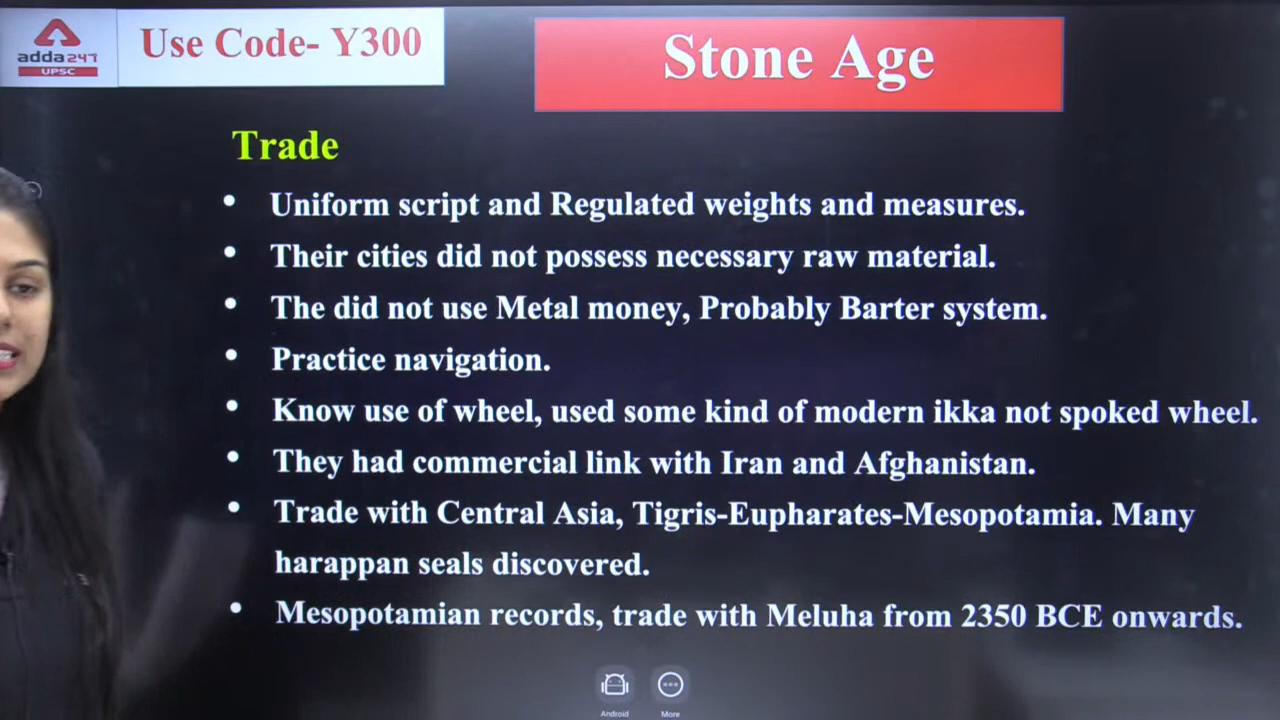 adda247
UPSC
Use Code- Y300
Stone Age
Trade
• Uniform script and Regulated weights and measures.
• Their cities did not possess necessary raw material.
• The did not use Metal money, Probably Barter system.
• Practice navigation.
• Know use of wheel, used some kind of modern ikka not spoked wheel.
• They had commercial link with Iran and Afghanistan.
• Trade with Central Asia, Tigris-Eupharates-Mesopotamia. Many
harappan seals discovered.
• Mesopotamian records, trade with Meluha from 2350 BCE onwards.
Android
More